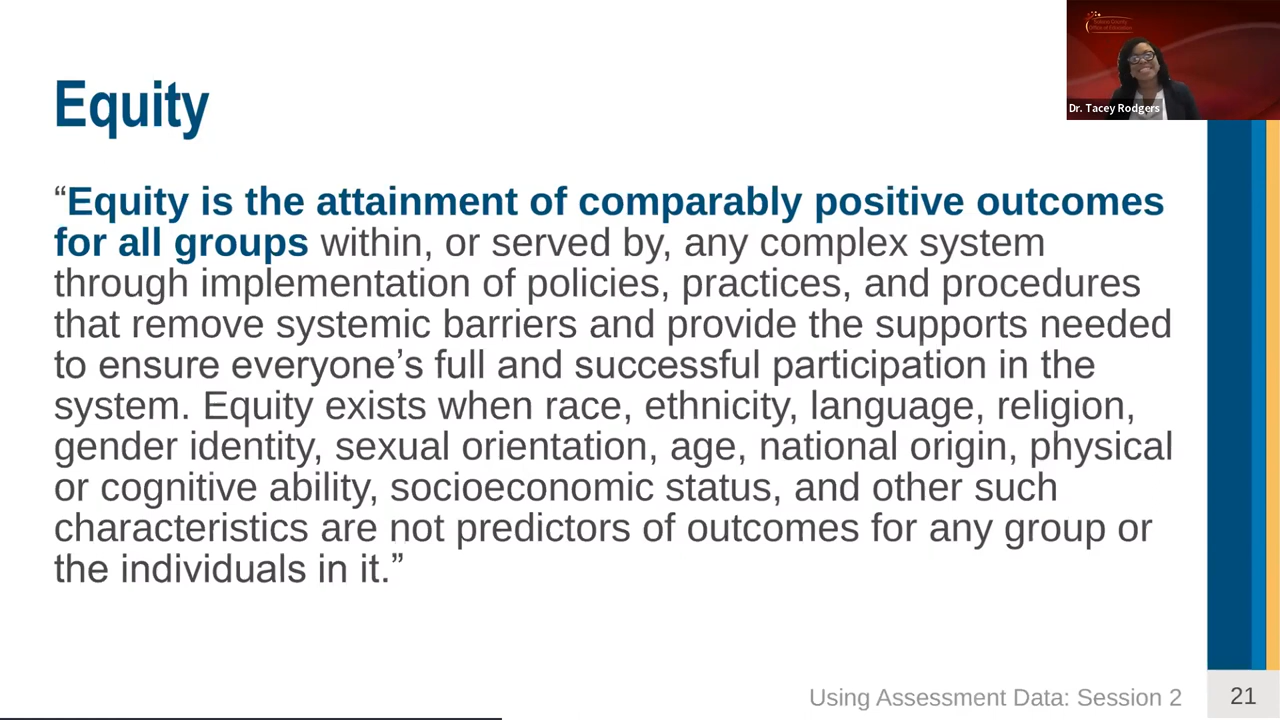 Dr. Tacey Rodgers
Equity
“Equity is the attainment of comparably positive outcomes
for all groups within, or served by, any complex system
through implementation of policies, practices, and procedures
that remove systemic barriers and provide the supports needed
to ensure everyone’s full and successful participation in the
system. Equity exists when race, ethnicity, language, religion,
gender identity, sexual orientation, age, national origin, physical
or cognitive ability, socioeconomic status, and other such
characteristics are not predictors of outcomes for any group or
the individuals in it.”
Using Assessment Data: Session 2
21